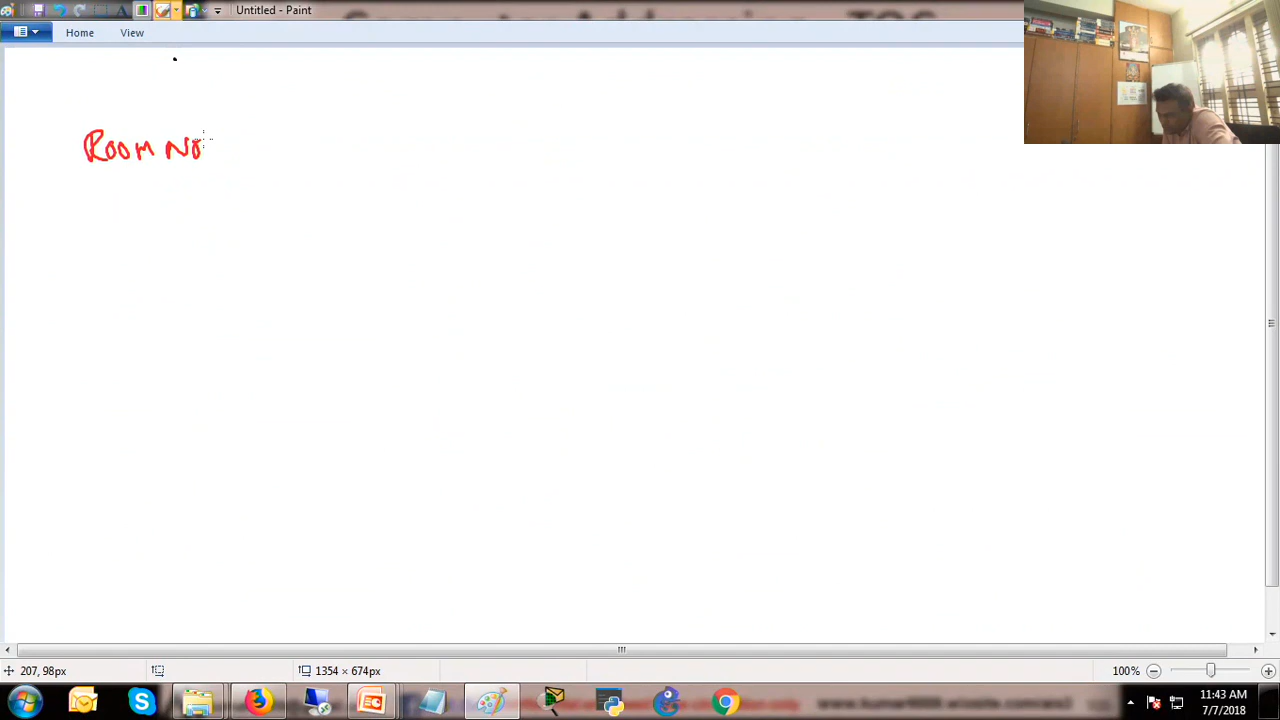 Untitled - Paint
Home View
ROOM NO
207, 98px
1354 × 674px
100%
11:43 AM
7/7/2018